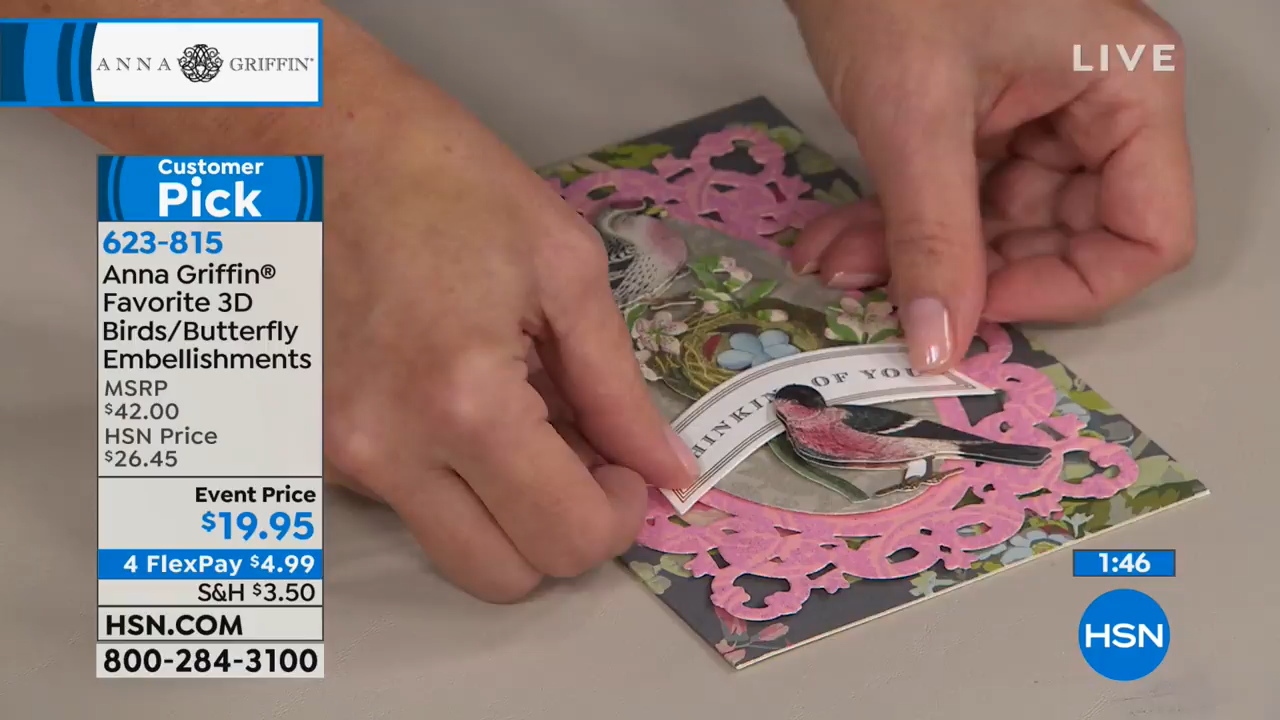 ANNA GRIFFIN®
LIVE
Customer
Pick
623-815
Anna Griffin®
Favorite 3D
Birds/Butterfly
Embellishments
MSRP
$42.00
HSN Price
$26.45
Event Price
$19.95
4 FlexPay $4.99
S&H $3.50
HSN.COM
800-284-3100
OF YOU
1:46
HSN